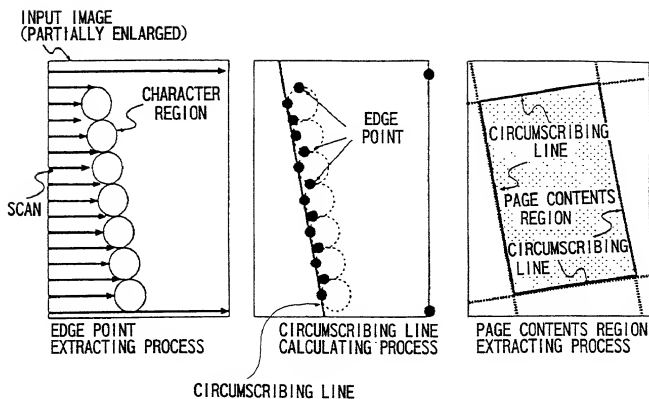 INPUT IMAGE
(PARTIALLY ENLARGED)
CHARACTER
REGION
SCAN
EDGE POINT
EXTRACTING PROCESS
EDGE
POINT
CIRCUMSCRIBING LINE
CALCULATING PROCESS
CIRCUMSCRIBING LINE
CIRCUMSCRIBING
LINE
PAGE CONTENTS
REGION
CIRCUMSCRIBING
LINE
PAGE CONTENTS REGION
EXTRACTING PROCESS